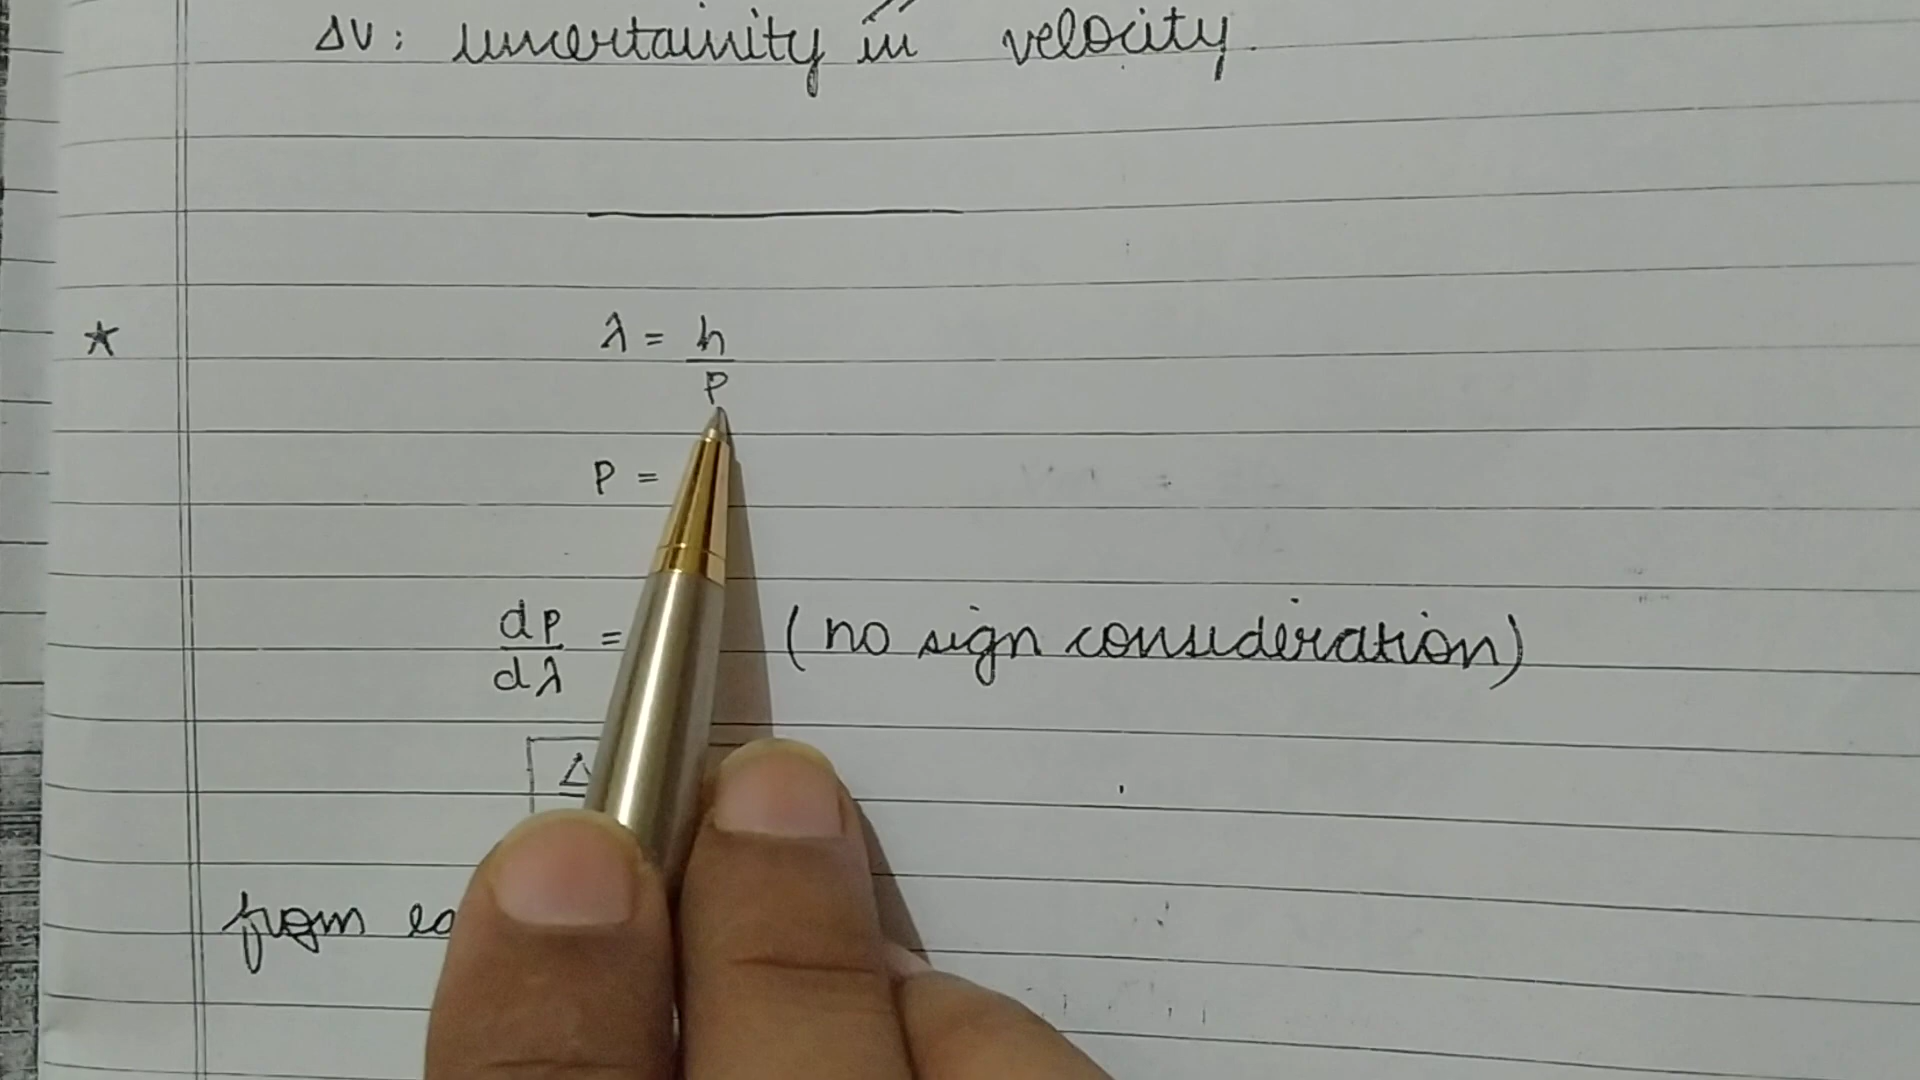 ΔV: uncertainity in velocity.
★ λ = h/p
P =
dp/dλ = (no sign consideration)
Δ
from